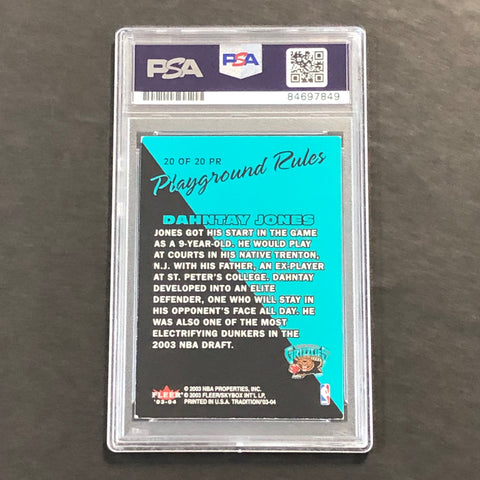 PSA
PSA
84697849
20 OF 20 PR
Playground Rules
DAHNTAY JONES
JONES GOT HIS START IN THE GAME
AS A 9-YEAR-OLD. HE WOULD PLAY
AT COURTS IN HIS NATIVE TRENTON,
N.J. WITH HIS FATHER, AN EX-PLAYER
AT ST. PETER'S COLLEGE. DAHNTAY
DEVELOPED INTO AN ELITE
DEFENDER, ONE WHO WILL STAY IN
HIS OPPONENT'S FACE ALL DAY. HE
WAS ALSO ONE OF THE MOST
ELECTRIFYING DUNKERS IN THE
2003 NBA DRAFT.
GRIZZLIES
FLEER
'03-04
© 2003 NBA PROPERTIES, INC.
© 2003 FLEER/SKYBOX INT'L LP,
PRINTED IN U.S.A. TRADITION'03-04